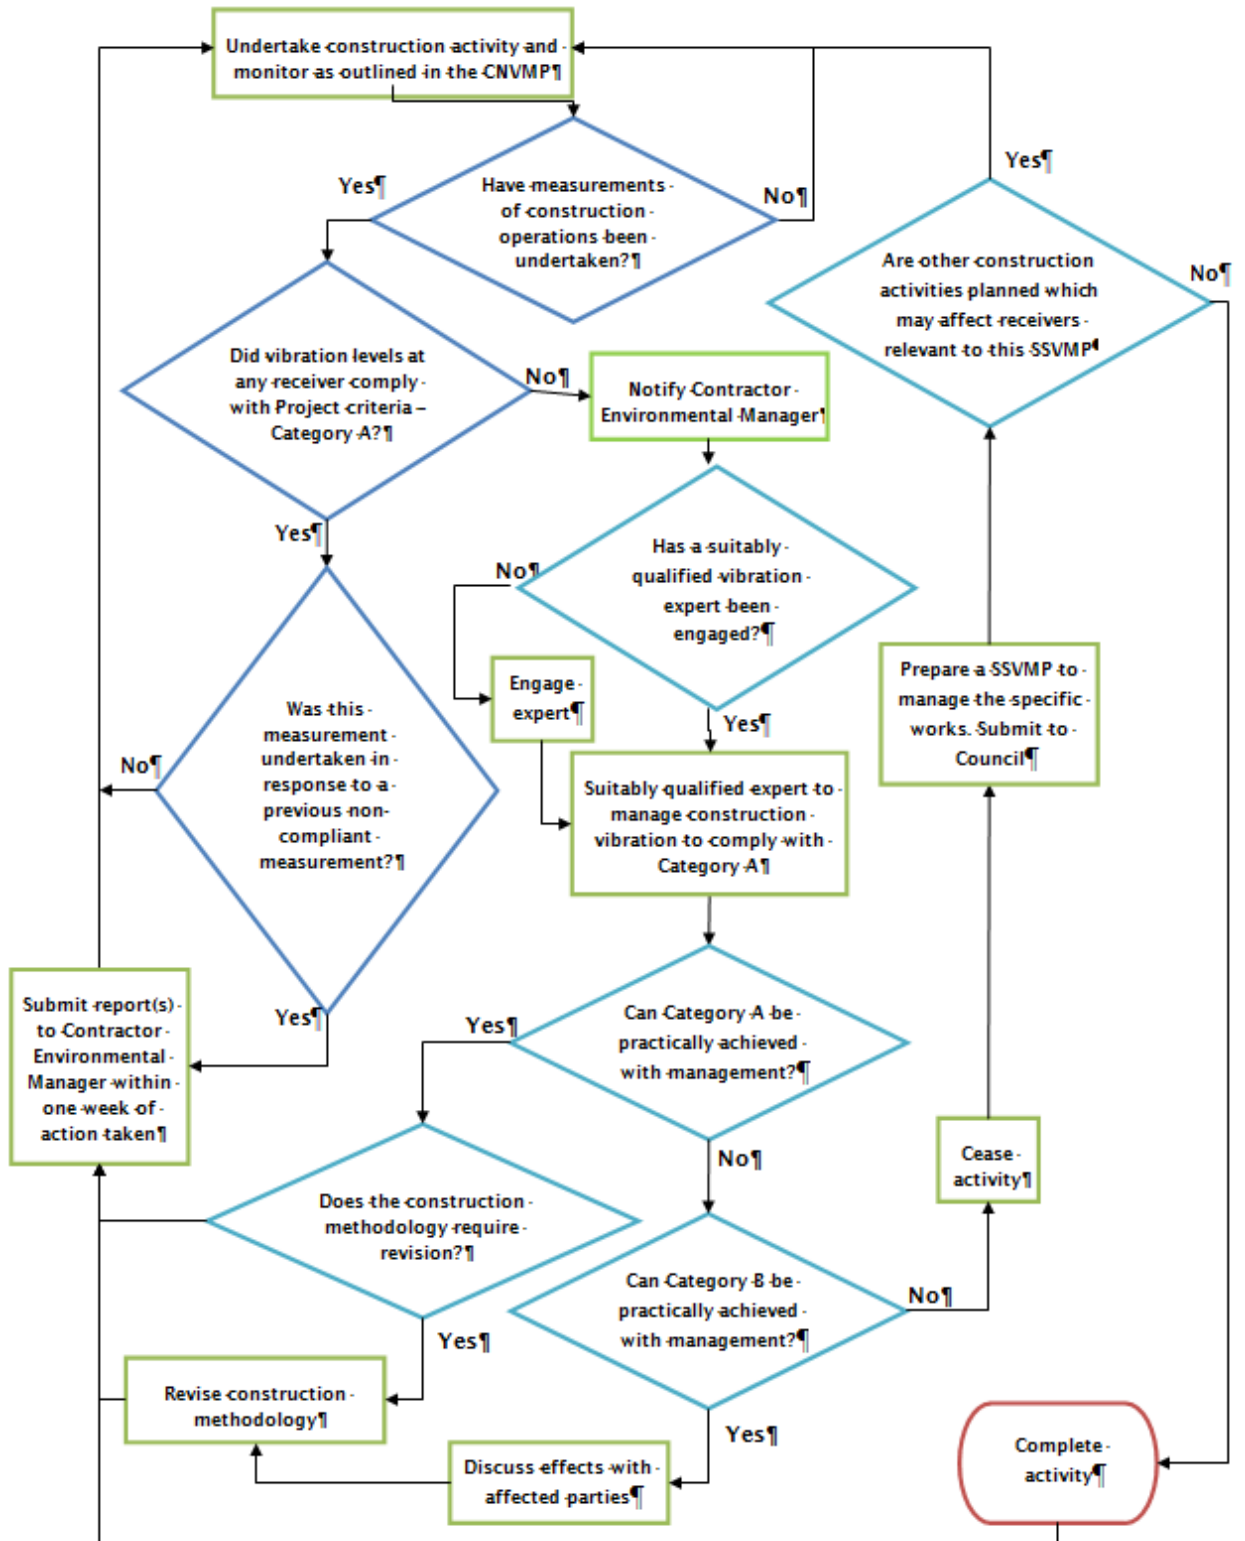 Undertake construction activity and
monitor as outlined in the CNVMP¶
Yes¶
Have measurements
of construction
operations been
undertaken?¶
No¶
Yes¶
Are other construction
activities planned which
may affect receivers
relevant to this SSVMP¶
No¶
Did vibration levels at
any receiver comply
with Project criteria –
Category A?¶
No¶
Notify Contractor
Environmental Manager¶
Yes¶
Has a suitably
qualified vibration
expert been
engaged?¶
No¶
Engage
expert¶
Yes¶
Prepare a SSVMP to
manage the specific
works. Submit to
Council¶
Was this
measurement
undertaken in
response to a
previous non-
compliant
measurement?¶
No¶
Suitably qualified expert to
manage construction
vibration to comply with
Category A¶
Submit report(s)
to Contractor
Environmental
Manager within
one week of
action taken¶
Yes¶
Can Category A be
practically achieved
with management?¶
Yes¶
No¶
Cease
activity¶
Does the construction
methodology require
revision?¶
Yes¶
Can Category B be
practically achieved
with management?¶
No¶
Yes¶
Revise construction
methodology¶
Discuss effects with
affected parties¶
Complete
activity¶